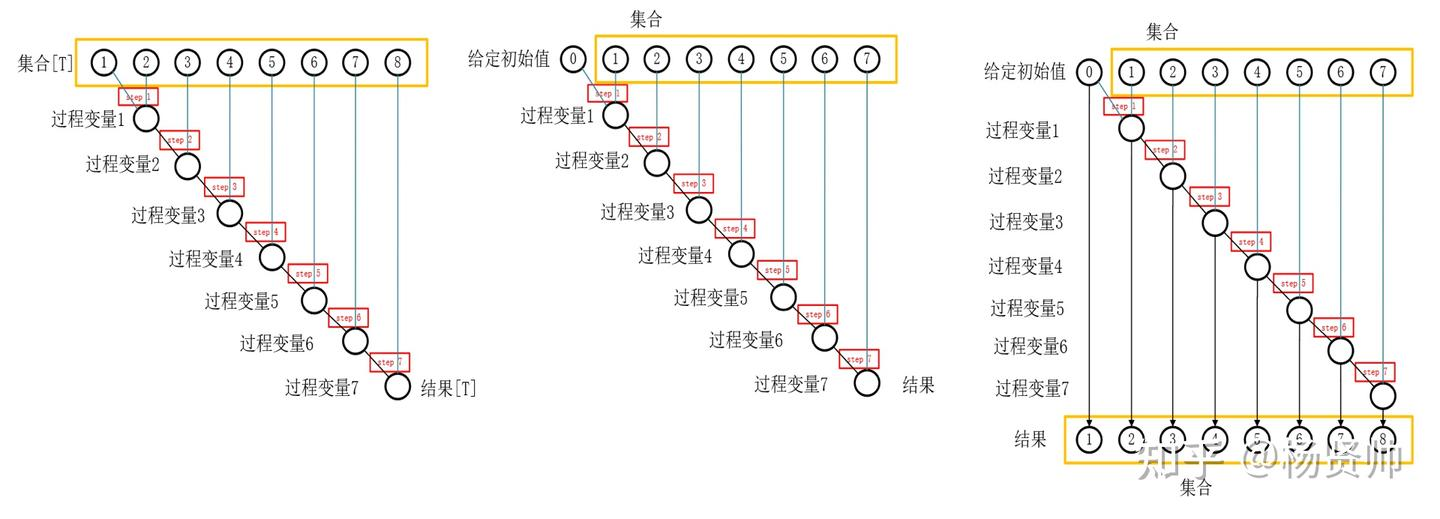 集合[T] 1 2 3 4 5 6 7 8
step 1
过程变量1
step 2
过程变量2
step 3
过程变量3
step 4
过程变量4
step 5
过程变量5
step 6
过程变量6
step 7
过程变量7 结果[T]
集合
给定初始值 0 1 2 3 4 5 6 7
step 1
过程变量1
step 2
过程变量2
step 3
过程变量3
step 4
过程变量4
step 5
过程变量5
step 6
过程变量6
step 7
过程变量7 结果
集合
给定初始值 0 1 2 3 4 5 6 7
step 1
过程变量1
step 2
过程变量2
step 3
过程变量3
step 4
过程变量4
step 5
过程变量5
step 6
过程变量6
step 7
过程变量7
结果 1 2 3 4 5 6 7 8
知乎 @杨贤帅
集合